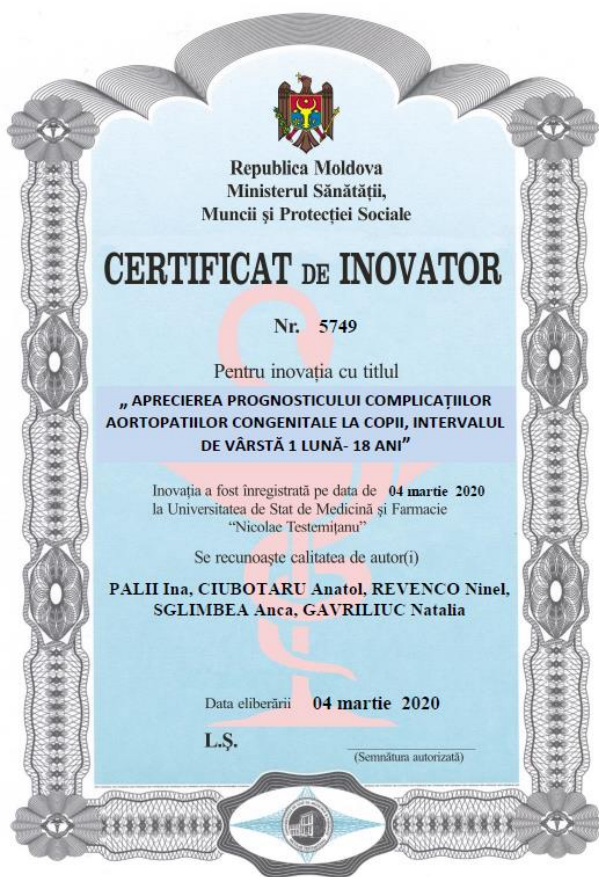 Republica Moldova
Ministerul Sănătății,
Muncii și Protecției Sociale
CERTIFICAT DE INOVATOR
Nr. 5749
Pentru inovația cu titlul
„ APRECIEREA PROGNOSTICULUI COMPLICAȚIILOR
AORTOPATIILOR CONGENITALE LA COPII, INTERVALUL
DE VÂRSTĂ 1 LUNĂ- 18 ANI”
Inovația a fost înregistrată pe data de 04 martie 2020
la Universitatea de Stat de Medicină și Farmacie
“Nicolae Testemițanu”
Se recunoaște calitatea de autor(i)
PALII Ina, CIUBOTARU Anatol, REVENCO Ninel,
SGLIMBEA Anca, GAVRILIUC Natalia
Data eliberării 04 martie 2020
L.Ș.
(Semnătura autorizată)